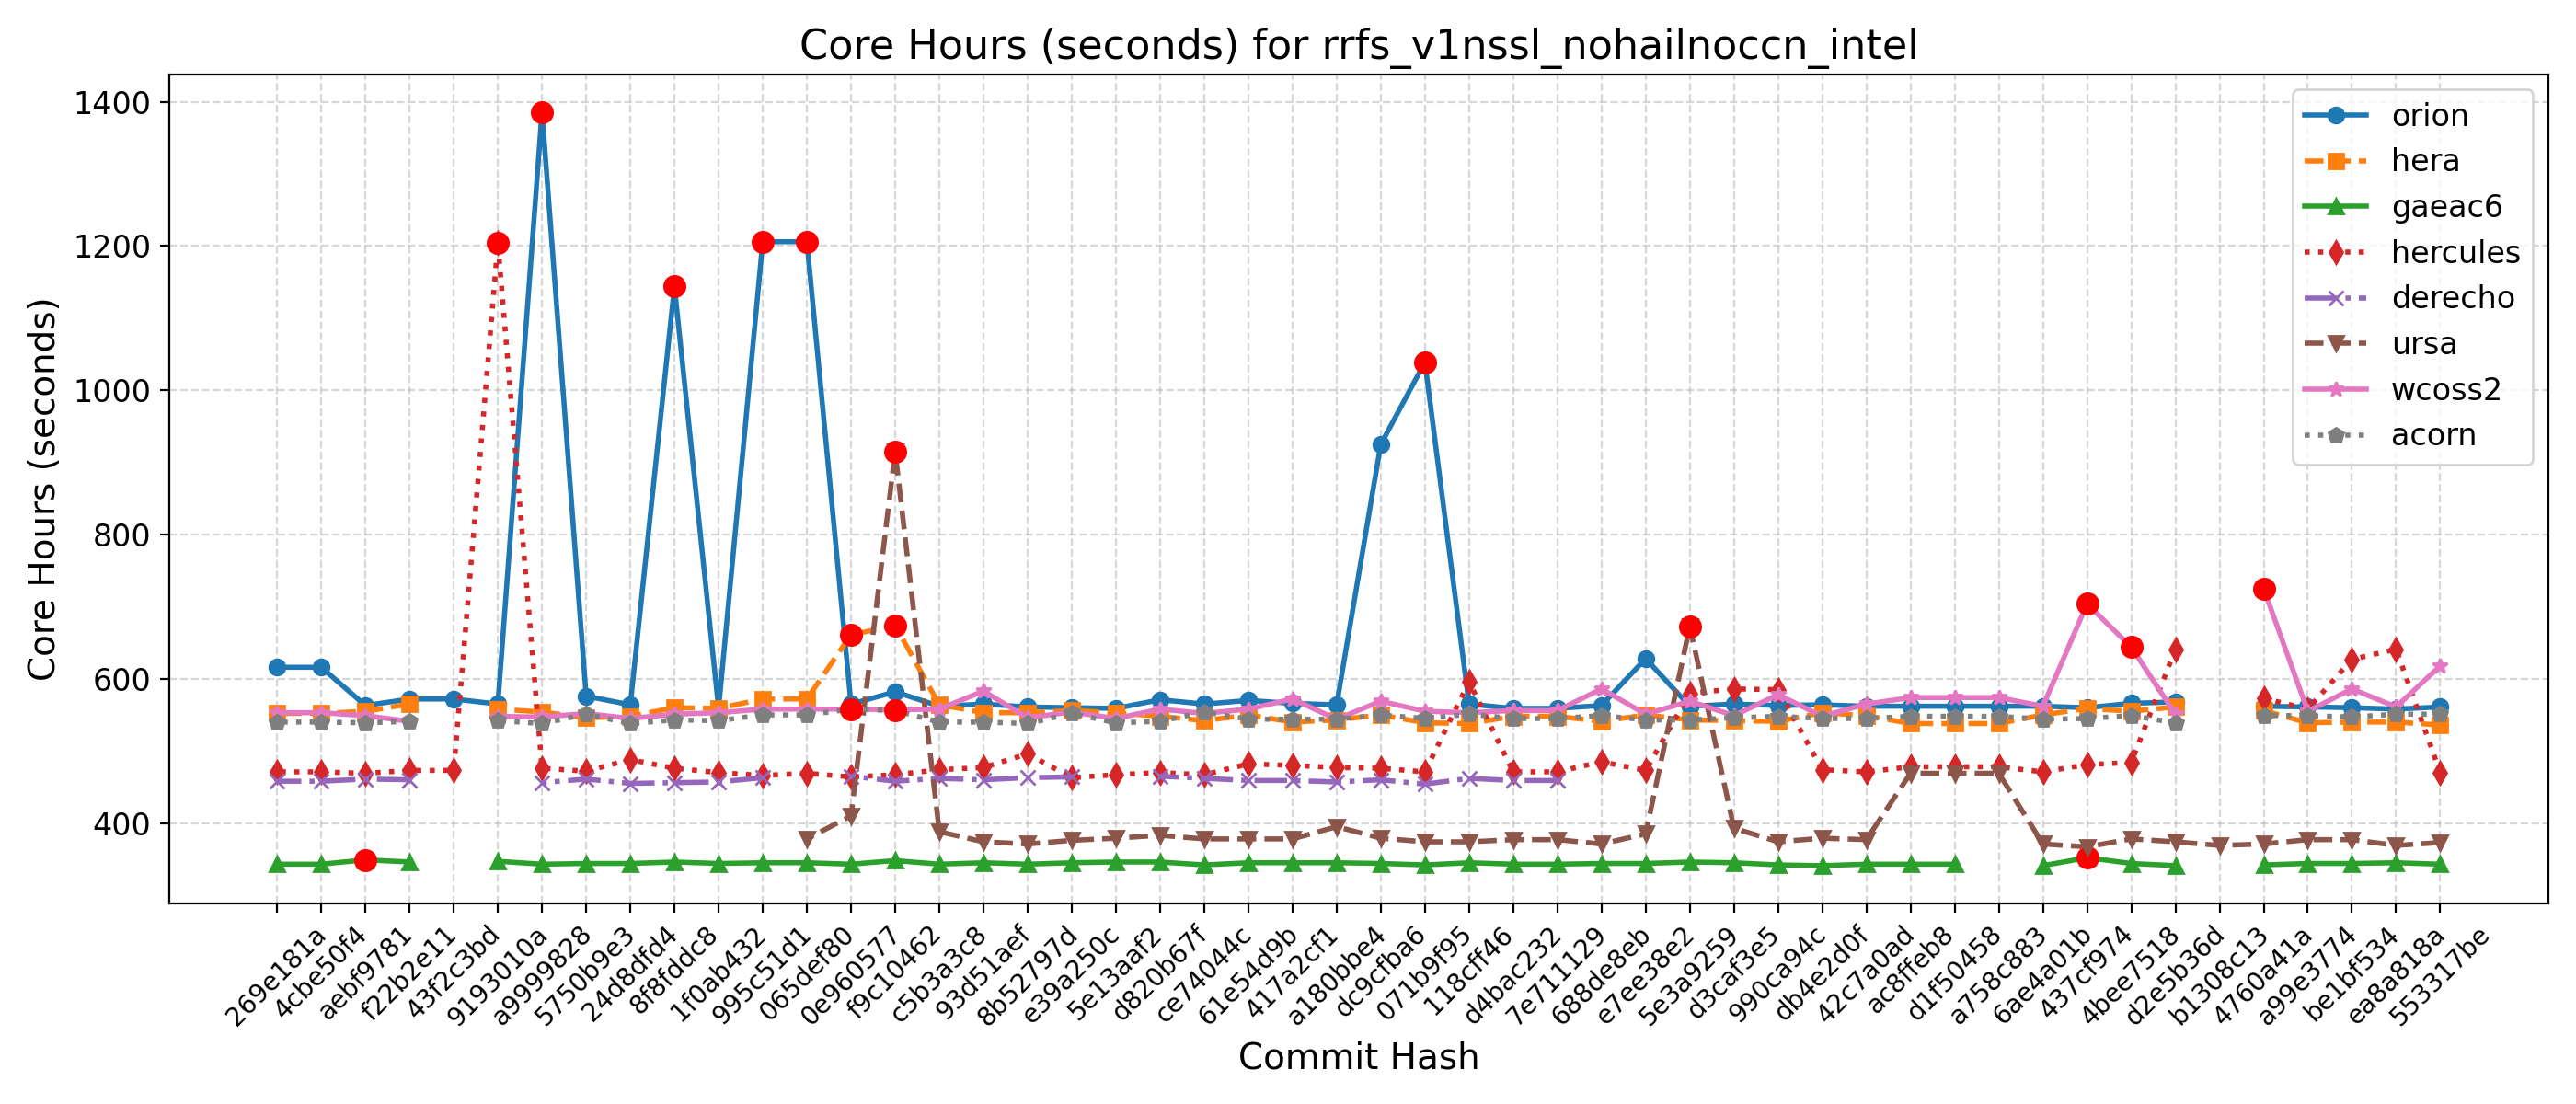 Core Hours (seconds) for rrfs_v1nssl_nohailnoccn_intel
Core Hours (seconds)
1400
1200
1000
800
600
400
orion
hera
gaeac6
hercules
derecho
ursa
wcoss2
acorn
269e181a
4cbe50f4
aebf9781
f22b2e11
43f2c3bd
9193010a
a9999828
5750b9e3
24d8dfd4
8f8fddc8
1f0ab432
995c51d1
065def80
0e960577
f9c10462
c5b3a3c8
93d51aef
8b52797d
e39a250c
5e13aaf2
d820b67f
ce74044c
61e54d9b
417a2cf1
a180bbe4
dc9cfba6
071b9f95
118cff46
d4bac232
7e711129
688de8eb
e7ee38e2
5e3a9259
d3caf3e5
990ca94c
db4e2d0f
42c7a0ad
ac8ffeb8
d1f50458
a758c883
6ae4a01b
437cf974
4bee7518
d2e5b36d
b1308c13
4760a41a
a99e3774
be1bf534
ea8a818a
553317be
Commit Hash